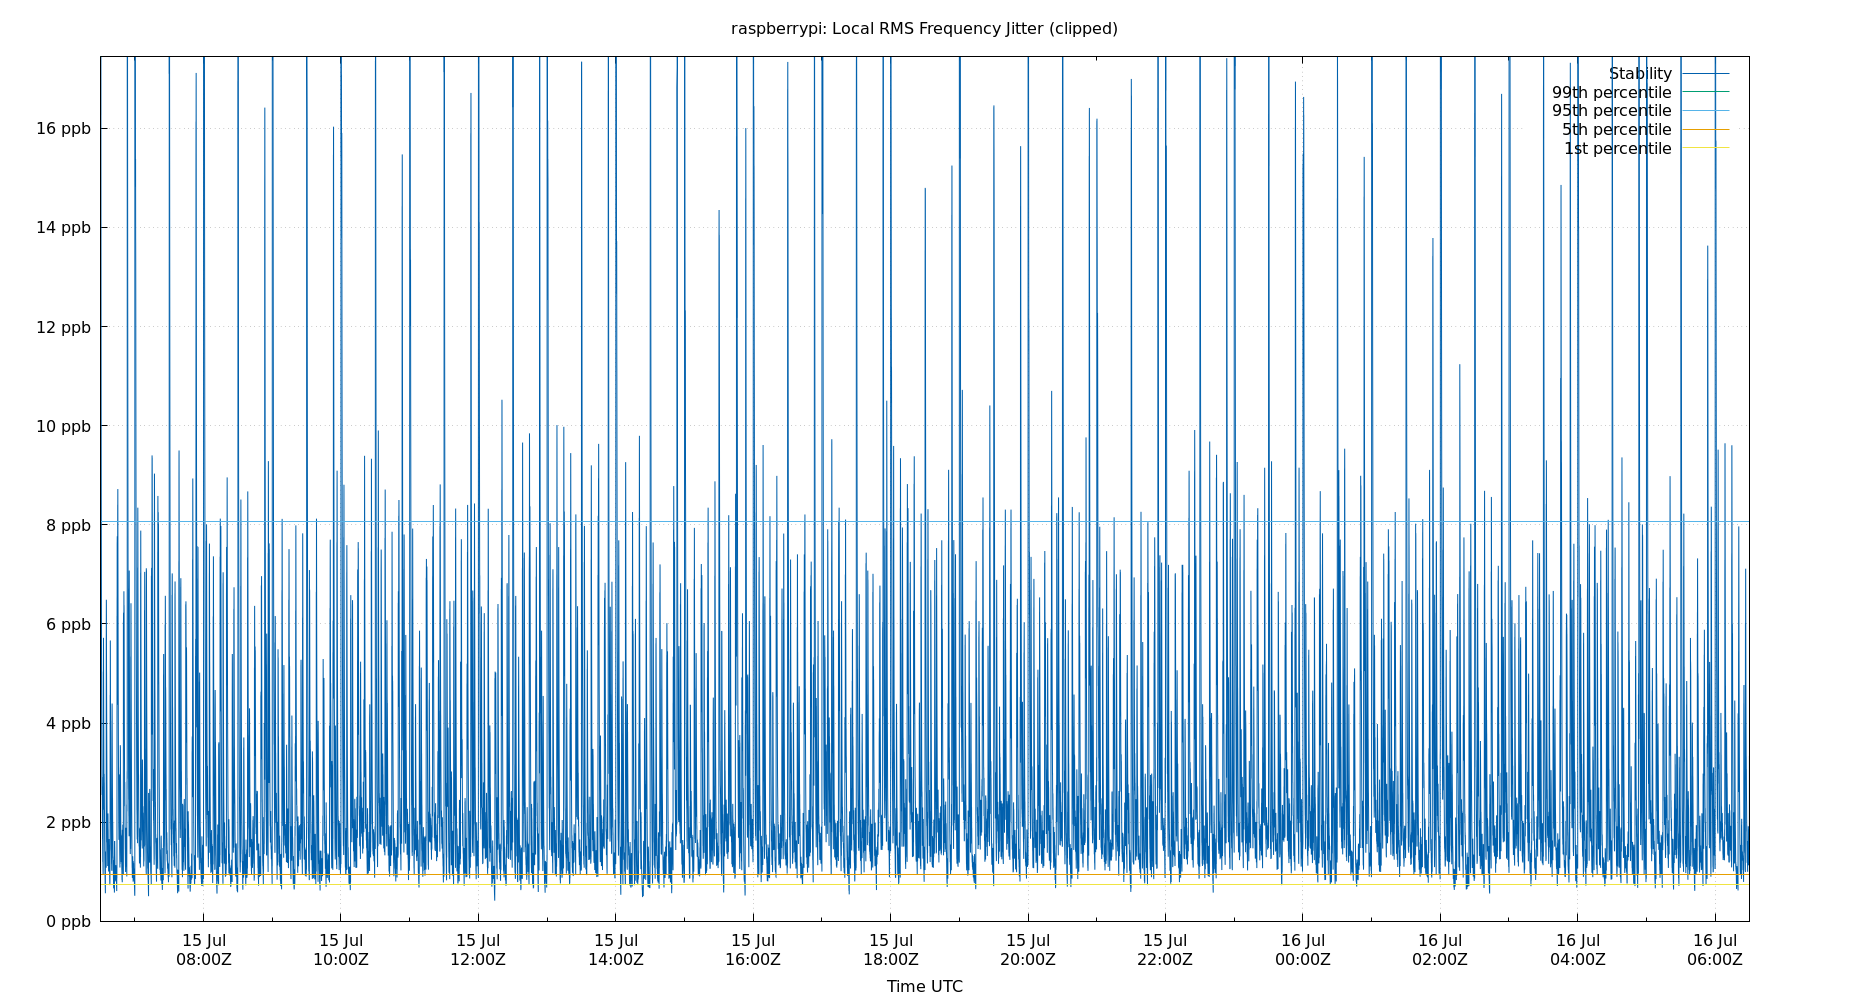 raspberrypi: Local RMS Frequency Jitter (clipped)
Stability
99th percentile
95th percentile
5th percentile
1st percentile
16 ppb
14 ppb
12 ppb
10 ppb
8 ppb
6 ppb
4 ppb
2 ppb
0 ppb
15 Jul 15 Jul 15 Jul 15 Jul 15 Jul 15 Jul 15 Jul 15 Jul 16 Jul 16 Jul 16 Jul 16 Jul
08:00Z 10:00Z 12:00Z 14:00Z 16:00Z 18:00Z 20:00Z 22:00Z 00:00Z 02:00Z 04:00Z 06:00Z
Time UTC